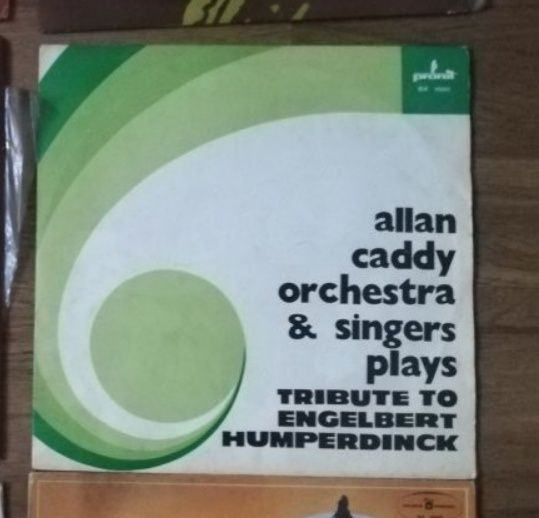 pronit
allan
caddy
orchestra
& singers
plays
TRIBUTE TO
ENGELBERT
HUMPERDINCK